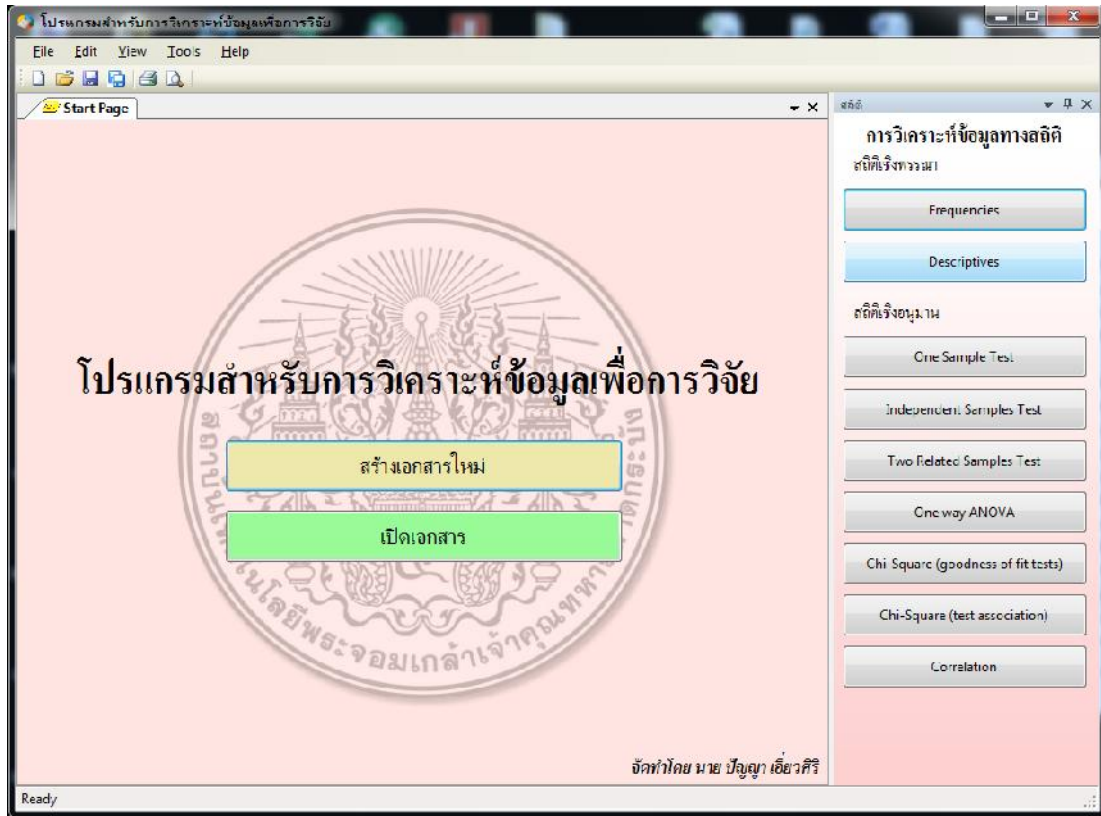 โปรแกรมสำหรับการวิเคราะห์ข้อมูลเพื่อการวิจัย
File Edit View Tools Help
Start Page
สถิติ
การวิเคราะห์ข้อมูลทางสถิติ
สถิติเชิงพรรณนา
Frequencies
Descriptives
สถิติเชิงอนุมาน
One Sample Test
Independent Samples Test
Two Related Samples Test
One way ANOVA
Chi Square (goodness of fit tests)
Chi-Square (test association)
Correlation
โปรแกรมสำหรับการวิเคราะห์ข้อมูลเพื่อการวิจัย
สร้างเอกสารใหม่
เปิดเอกสาร
จัดทำโดย นาย ปัญญา เอี่ยวศิริ
Ready